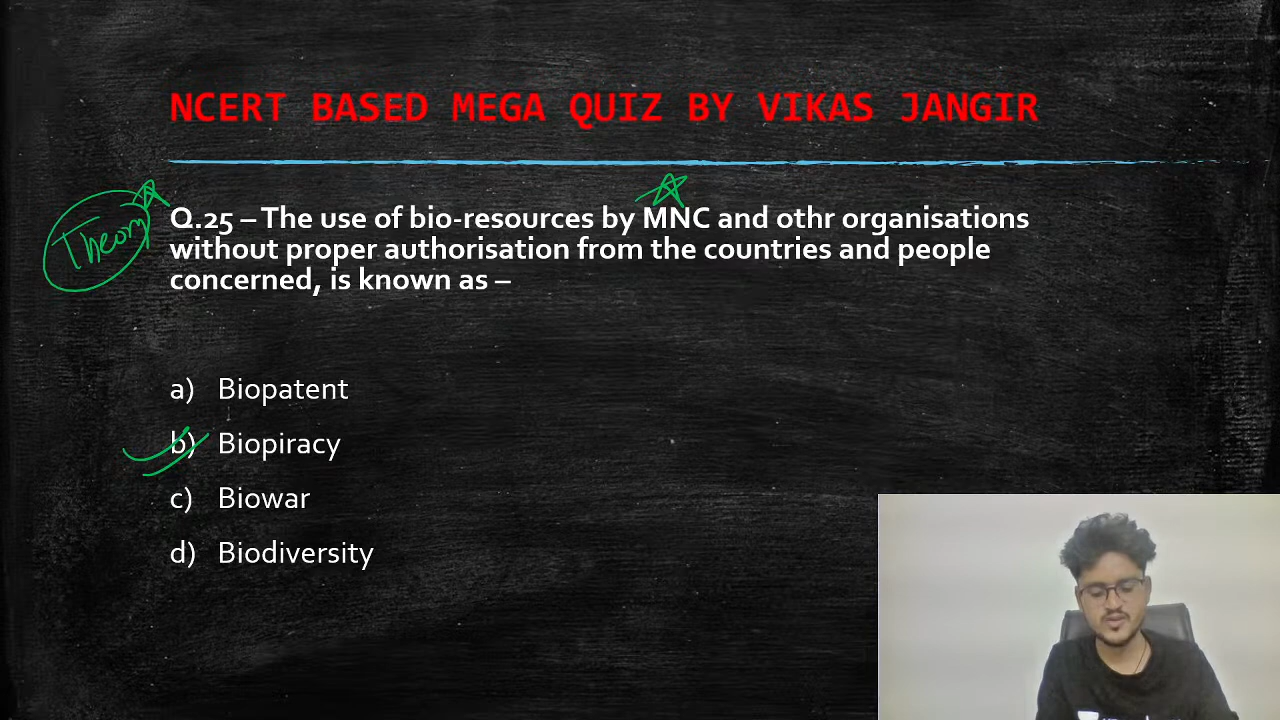 NCERT BASED MEGA QUIZ BY VIKAS JANGIR
Theory
Q.25 – The use of bio-resources by MNC and othr organisations
without proper authorisation from the countries and people
concerned, is known as –
a) Biopatent
b) Biopiracy
c) Biowar
d) Biodiversity